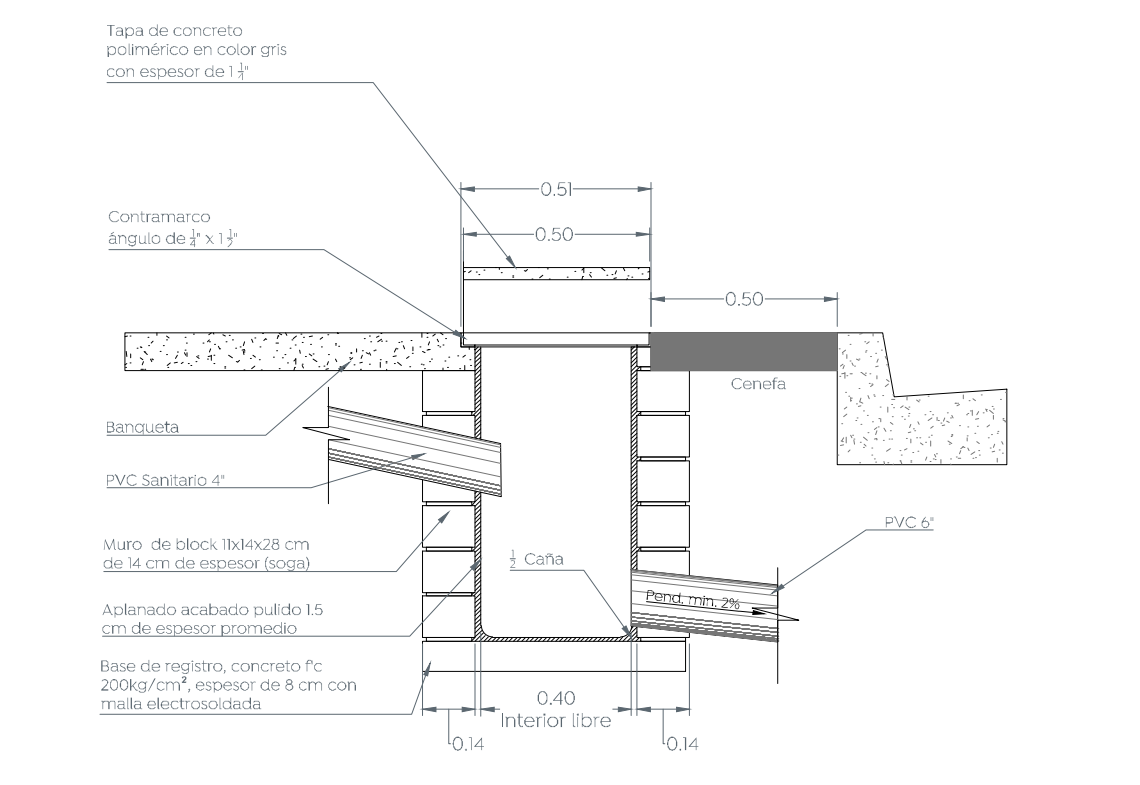 Tapa de concreto
polimérico en color gris
con espesor de 1 1/4"
0.51
Contramarco
ángulo de 1/4" x 1 1/2"
0.50
0.50
Cenefa
Banqueta
PVC Sanitario 4"
PVC 6"
Muro de block 11x14x28 cm
de 14 cm de espesor (soga)
1/2 Caña
Pend. min. 2%
Aplanado acabado pulido 1.5
cm de espesor promedio
Base de registro, concreto f'c
200kg/cm², espesor de 8 cm con
malla electrosoldada
0.40
Interior libre
0.14
0.14